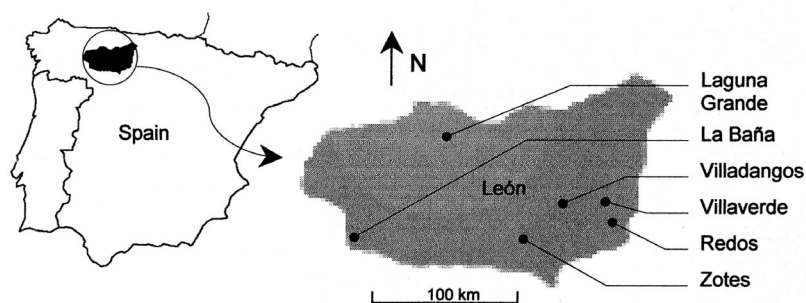 Spain
N
León
Laguna
Grande
La Baña
Villadangos
Villaverde
Redos
Zotes
100 km